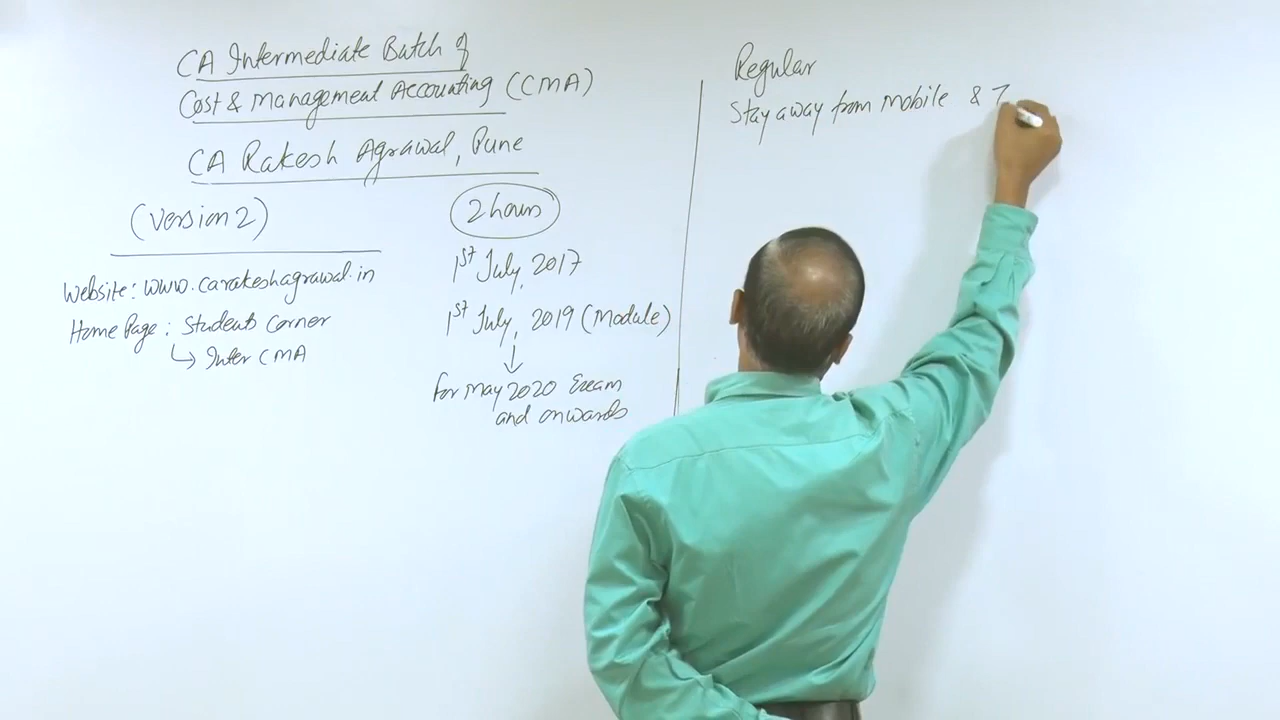 CA Intermediate Batch of
Cost & Management Accounting (CMA)
CA Rakesh Agrawal, Pune
(Version 2)
2 hours
Website: www.carakeshagrawal.in
Home Page: Students Corner
↳ Inter CMA
1st July, 2017
1st July, 2019 (Module)
↓
For May 2020 Exam
and onwards
Regular
Stay away from Mobile & T